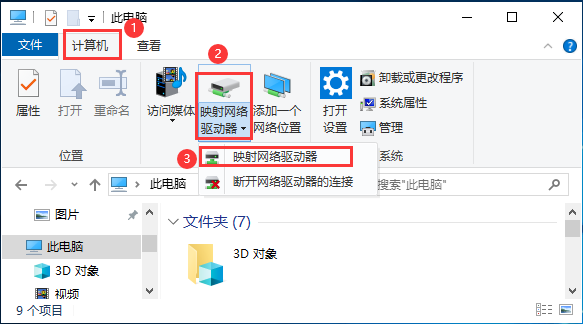 此电脑
1
文件
计算机
查看
2
属性
打开
重命名
访问媒体
映射网络
驱动器
添加一个
网络位置
打开
设置
卸载或更改程序
系统属性
管理
位置
系统
3
映射网络驱动器
断开网络驱动器的连接
此电脑
搜索"此电脑"
图片
此电脑
3D 对象
视频
文件夹 (7)
3D 对象
9 个项目